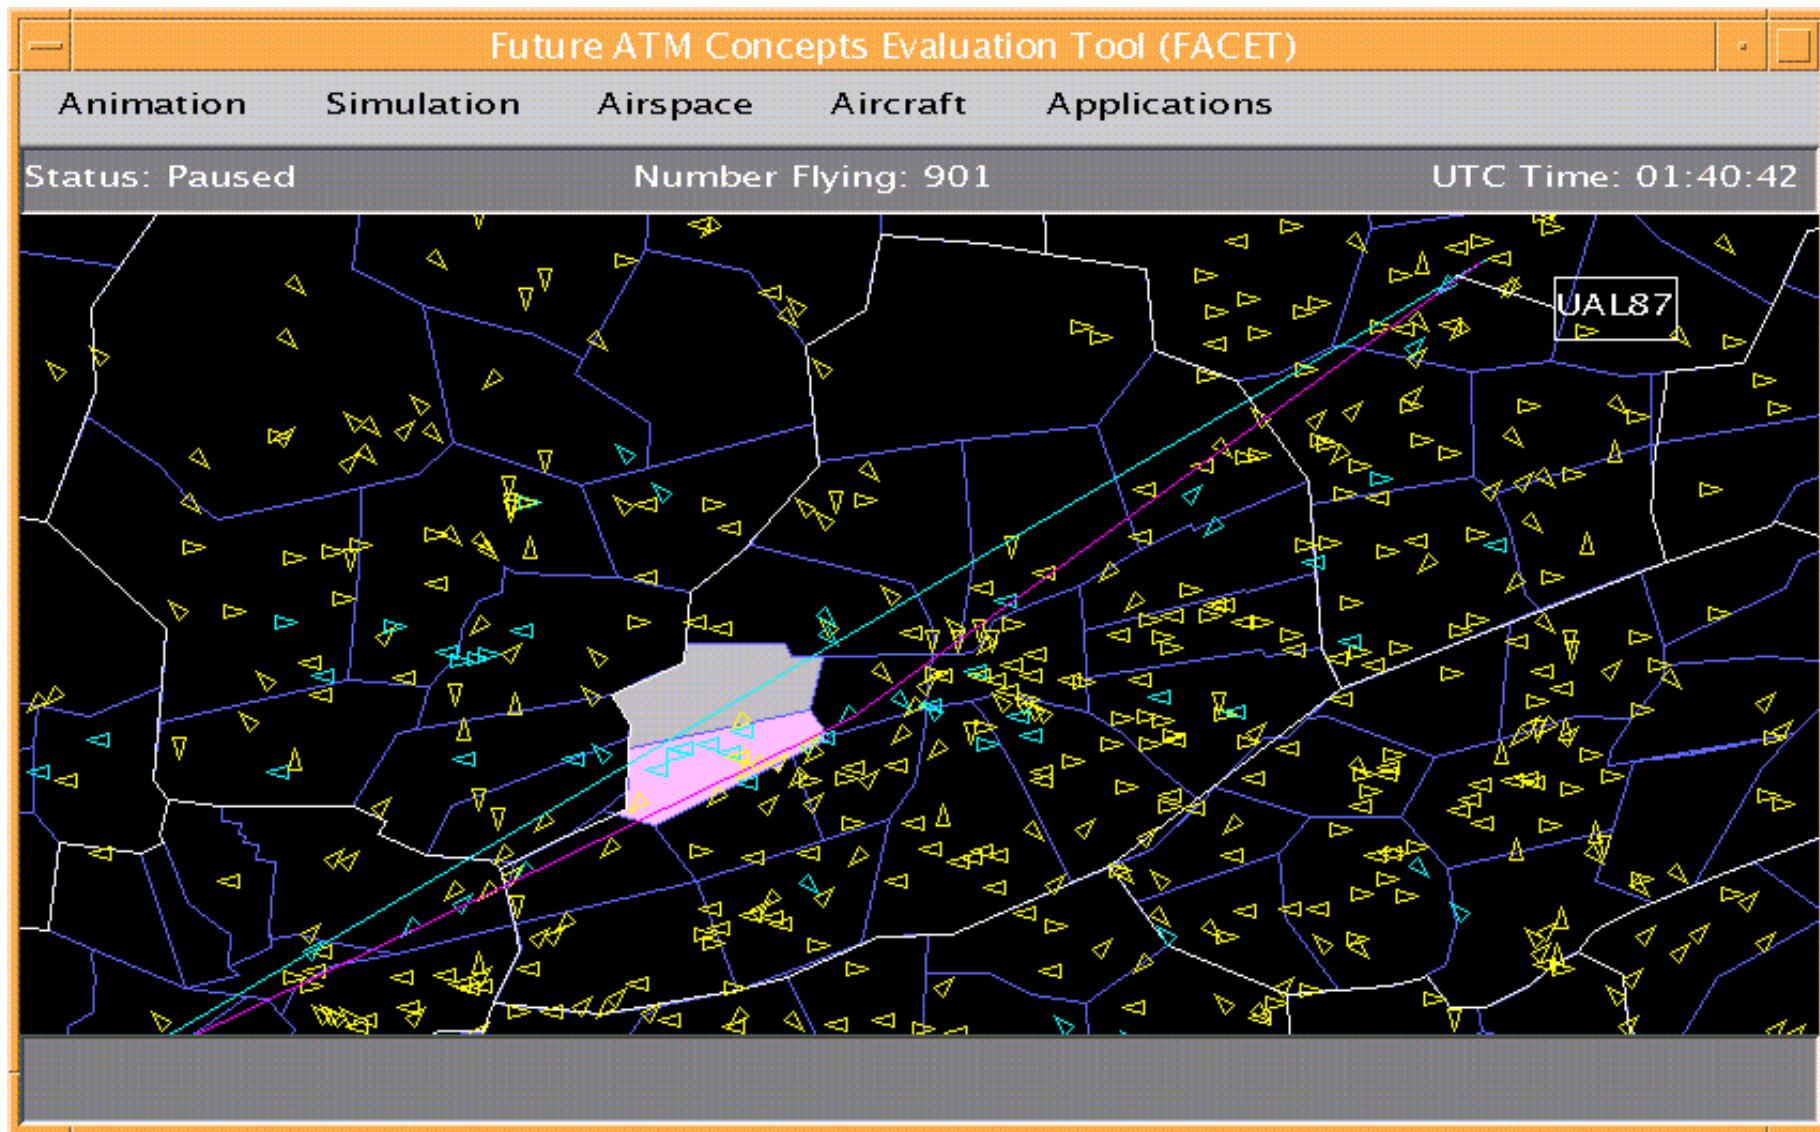 Future ATM Concepts Evaluation Tool (FACET)
Animation Simulation Airspace Aircraft Applications
Status: Paused Number Flying: 901 UTC Time: 01:40:42
UAL87